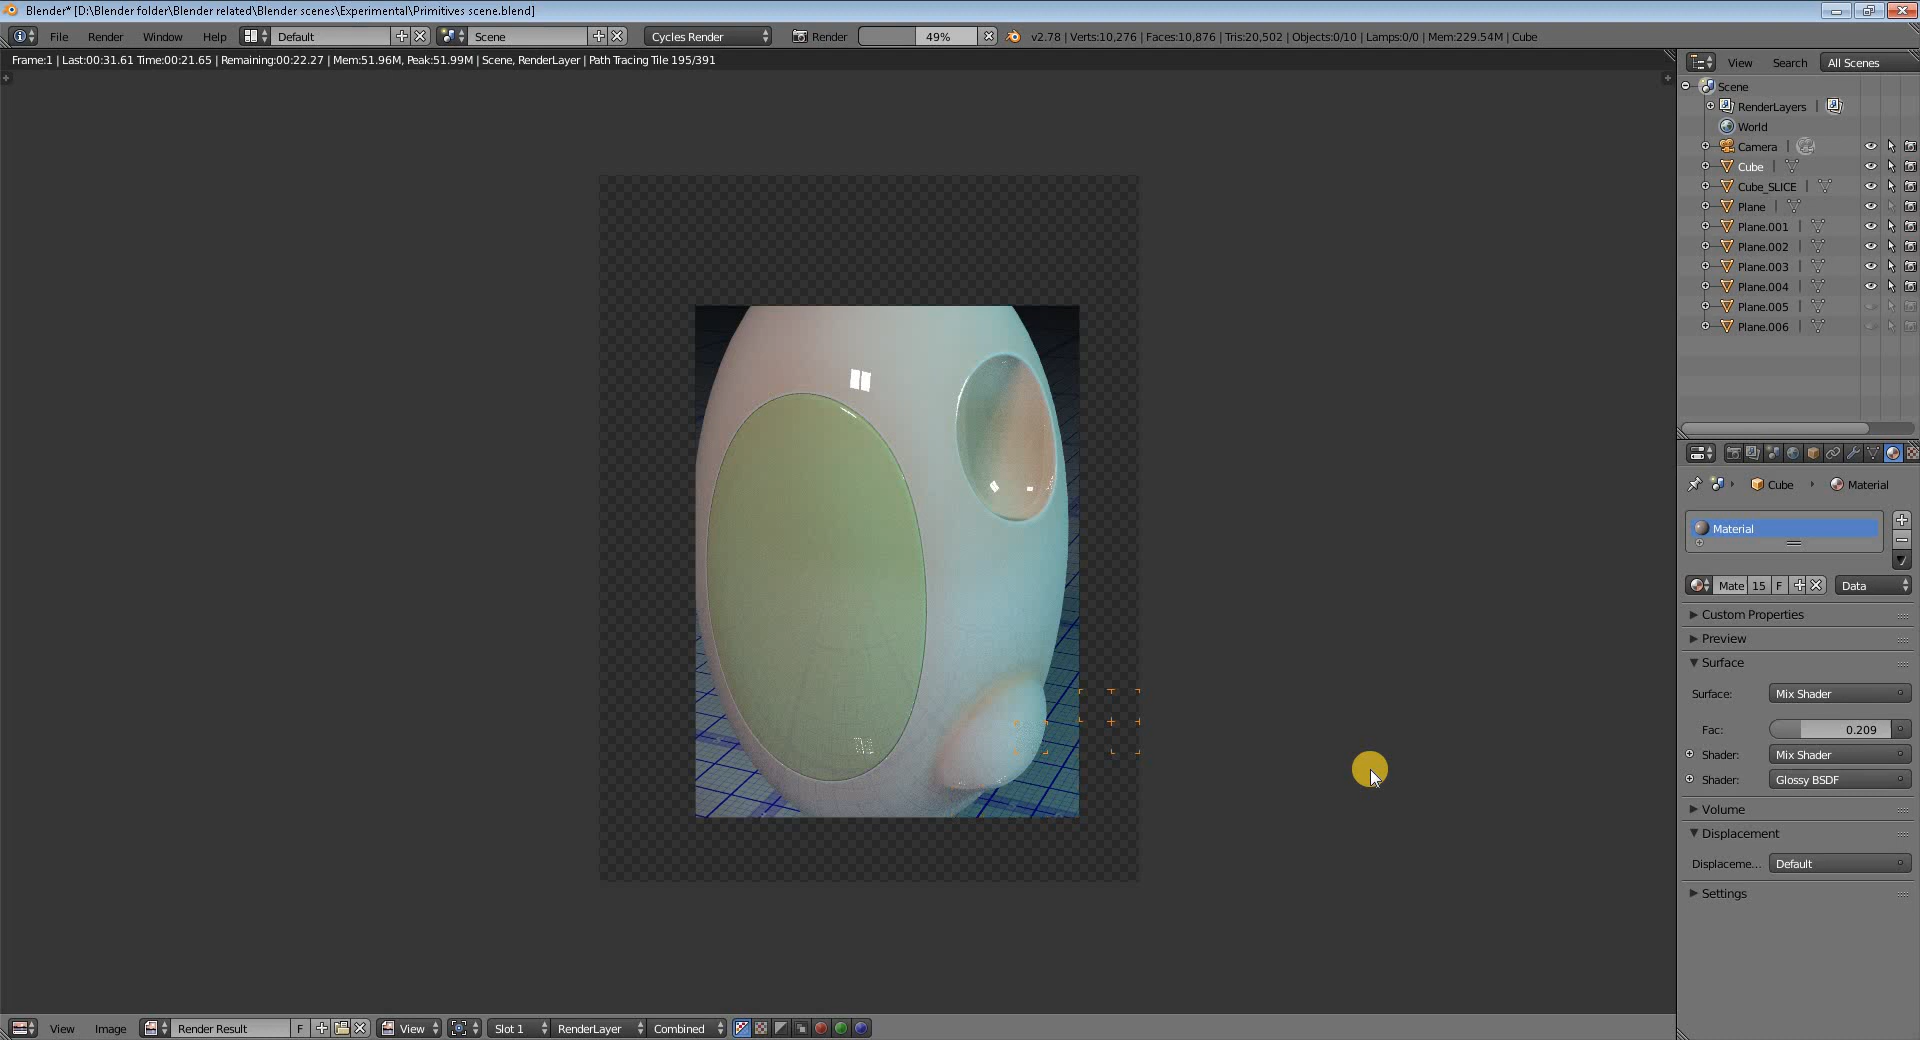 Blender* [D:\Blender folder\Blender related\Blender scenes\Experimental\Primitives scene.blend]
File Render Window Help Default Scene Cycles Render Render 49% v2.78 | Verts:10,276 | Faces:10,876 | Tris:20,502 | Objects:0/10 | Lamps:0/0 | Mem:229.54M | Cube
Frame:1 | Last:00:31.61 Time:00:21.65 | Remaining:00:22.27 | Mem:51.96M, Peak:51.99M | Scene, RenderLayer | Path Tracing Tile 195/391
View Search All Scenes
Scene
RenderLayers
World
Camera
Cube
Cube_SLICE
Plane
Plane.001
Plane.002
Plane.003
Plane.004
Plane.005
Plane.006
Cube Material
Material
Mate 15 F Data
Custom Properties
Preview
Surface
Surface: Mix Shader
Fac: 0.209
Shader: Mix Shader
Shader: Glossy BSDF
Volume
Displacement
Displaceme... Default
Settings
View Image Render Result F View Slot 1 RenderLayer Combined